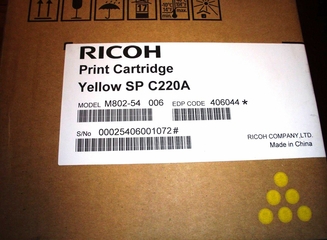 RICOH
Print Cartridge
Yellow SP C220A
MODEL M802-54 006 EDP CODE 406044 *
S/No 00025406001072#
RICOH COMPANY,LTD.
Made in China